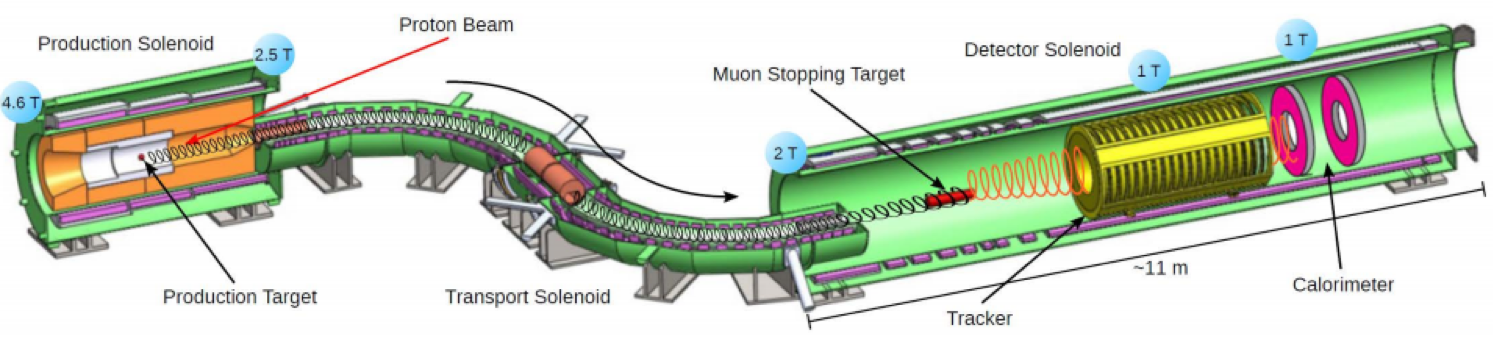 Proton Beam
Production Solenoid
2.5 T
4.6 T
Detector Solenoid
1 T
1 T
Muon Stopping Target
2 T
Production Target
Transport Solenoid
~11 m
Tracker
Calorimeter